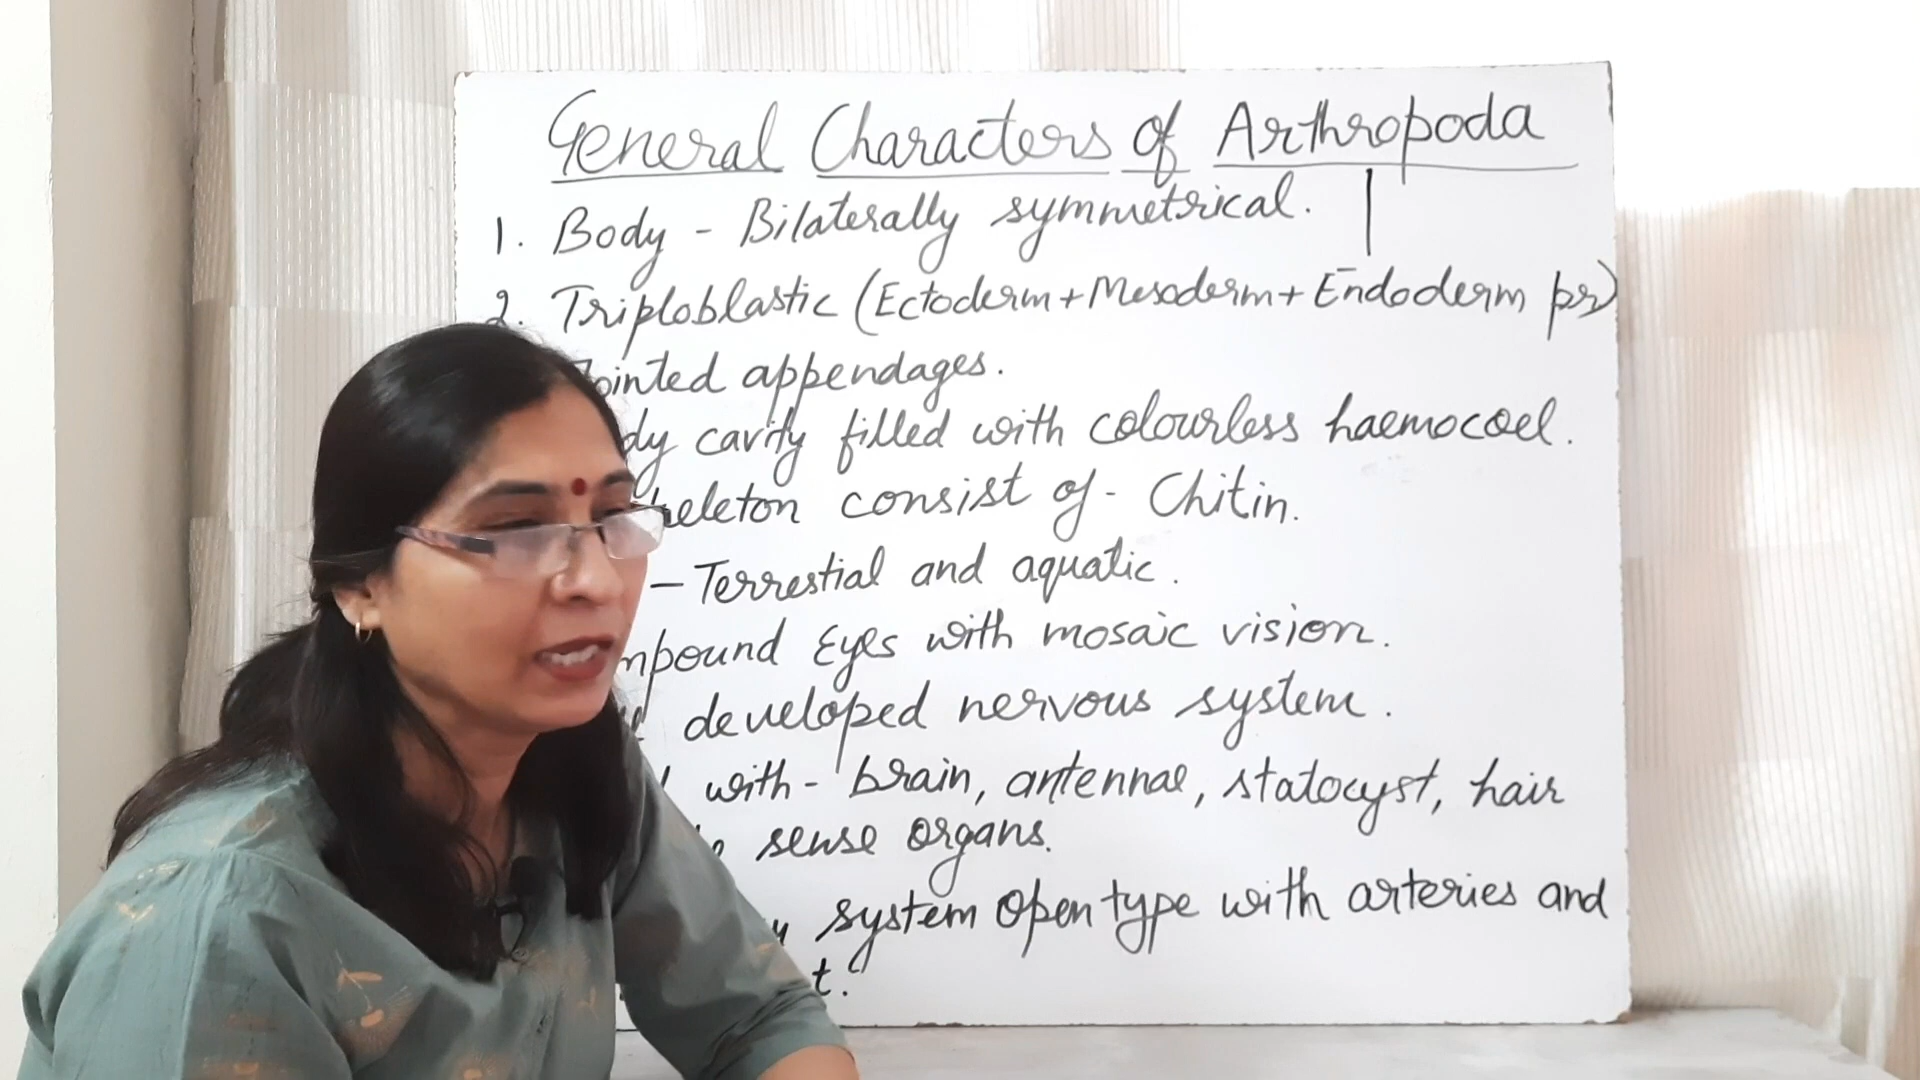 General Characters of Arthropoda
1. Body - Bilaterally symmetrical.
2. Triploblastic (Ectoderm+Mesoderm+Endoderm pr)
Jointed appendages.
dy cavity filled with colourless haemocoel.
keleton consist of - Chitin.
- Terrestial and aquatic.
mpound Eyes with mosaic vision.
developed nervous system.
with - brain, antennae, statocyst, hair
sense organs.
system Open type with arteries and
t.